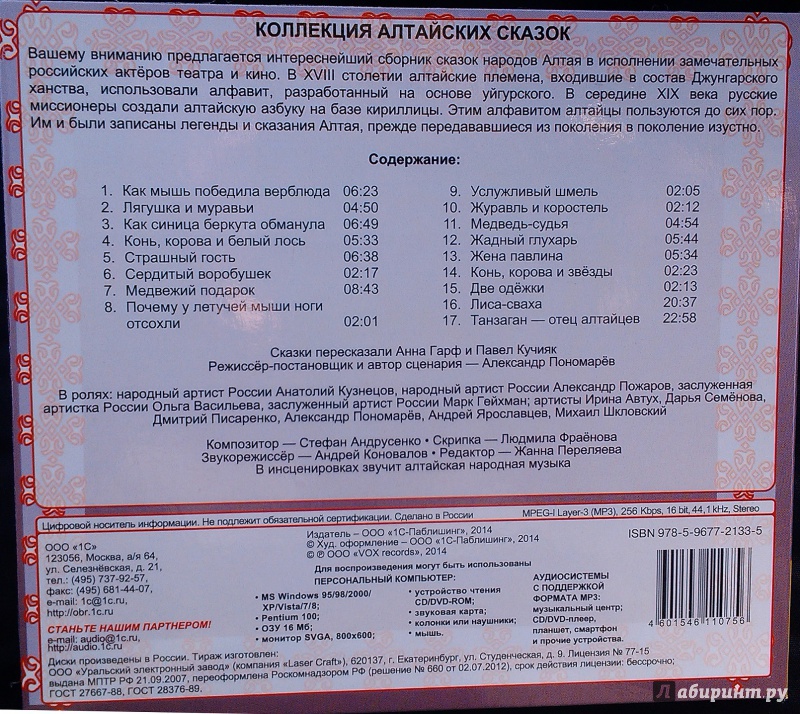 КОЛЛЕКЦИЯ АЛТАЙСКИХ СКАЗОК
Вашему вниманию предлагается интереснейший сборник сказок народов Алтая в исполнении замечательных
российских актёров театра и кино. В XVIII столетии алтайские племена, входившие в состав Джунгарского
ханства, использовали алфавит, разработанный на основе уйгурского. В середине XIX века русские
миссионеры создали алтайскую азбуку на базе кириллицы. Этим алфавитом алтайцы пользуются до сих пор.
Им и были записаны легенды и сказания Алтая, прежде передававшиеся из поколения в поколение изустно.
Содержание:
1. Как мышь победила верблюда 06:23
2. Лягушка и муравьи 04:50
3. Как синица беркута обманула 06:49
4. Конь, корова и белый лось 05:33
5. Страшный гость 06:38
6. Сердитый воробушек 02:17
7. Медвежий подарок 08:43
8. Почему у летучей мыши ноги
отсохли 02:01
9. Услужливый шмель 02:05
10. Журавль и коростель 02:12
11. Медведь-судья 04:54
12. Жадный глухарь 05:44
13. Жена павлина 05:34
14. Конь, корова и звёзды 02:23
15. Две одёжки 02:13
16. Лиса-сваха 20:37
17. Танзаган — отец алтайцев 22:58
Сказки пересказали Анна Гарф и Павел Кучияк
Режиссёр-постановщик и автор сценария — Александр Пономарёв
В ролях: народный артист России Анатолий Кузнецов, народный артист России Александр Пожаров, заслуженная
артистка России Ольга Васильева, заслуженный артист России Марк Гейхман; артисты Ирина Автух, Дарья Семёнова,
Дмитрий Писаренко, Александр Пономарёв, Андрей Ярославцев, Михаил Шкловский
Композитор — Стефан Андрусенко • Скрипка — Людмила Фраёнова
Звукорежиссёр — Андрей Коновалов • Редактор — Жанна Переляева
В инсценировках звучит алтайская народная музыка
Цифровой носитель информации. Не подлежит обязательной сертификации. Сделано в России
MPEG-I Layer-3 (MP3), 256 Kbps, 16 bit, 44,1 kHz, Stereo
ООО «1С»
123056, Москва, а/я 64,
ул. Селезнёвская, д. 21,
тел.: (495) 737-92-57,
факс: (495) 681-44-07,
e-mail: 1c@1c.ru,
http://obr.1c.ru
СТАНЬТЕ НАШИМ ПАРТНЕРОМ!
e-mail: audio@1c.ru,
http://audio.1c.ru
Издатель – ООО «1С-Паблишинг», 2014
© Худ. оформление – ООО «1С-Паблишинг», 2014
© ℗ ООО «VOX records», 2014
Для воспроизведения могут быть использованы
ПЕРСОНАЛЬНЫЙ КОМПЬЮТЕР:
• MS Windows 95/98/2000/
XP/Vista/7/8;
• Pentium 100;
• ОЗУ 16 Мб;
• монитор SVGA, 800x600;
• устройство чтения
CD/DVD-ROM;
• звуковая карта;
• колонки или наушники;
• мышь.
АУДИОСИСТЕМЫ
С ПОДДЕРЖКОЙ
ФОРМАТА MP3:
музыкальный центр;
CD/DVD-плеер,
планшет, смартфон
и прочие устройства.
ISBN 978-5-9677-2133-5
4 601546 110756
Диски произведены в России. Тираж изготовлен:
ООО «Уральский электронный завод» (компания «Laser Craft»), 620137, г. Екатеринбург, ул. Студенческая, д. 9. Лицензия № 77-15
выдана МПТР РФ 21.09.2007, переоформлена Роскомнадзором РФ (решение № 660 от 02.07.2012), срок действия лицензии: бессрочно;
ГОСТ 27667-88, ГОСТ 28376-89.
Лабиринт.ру